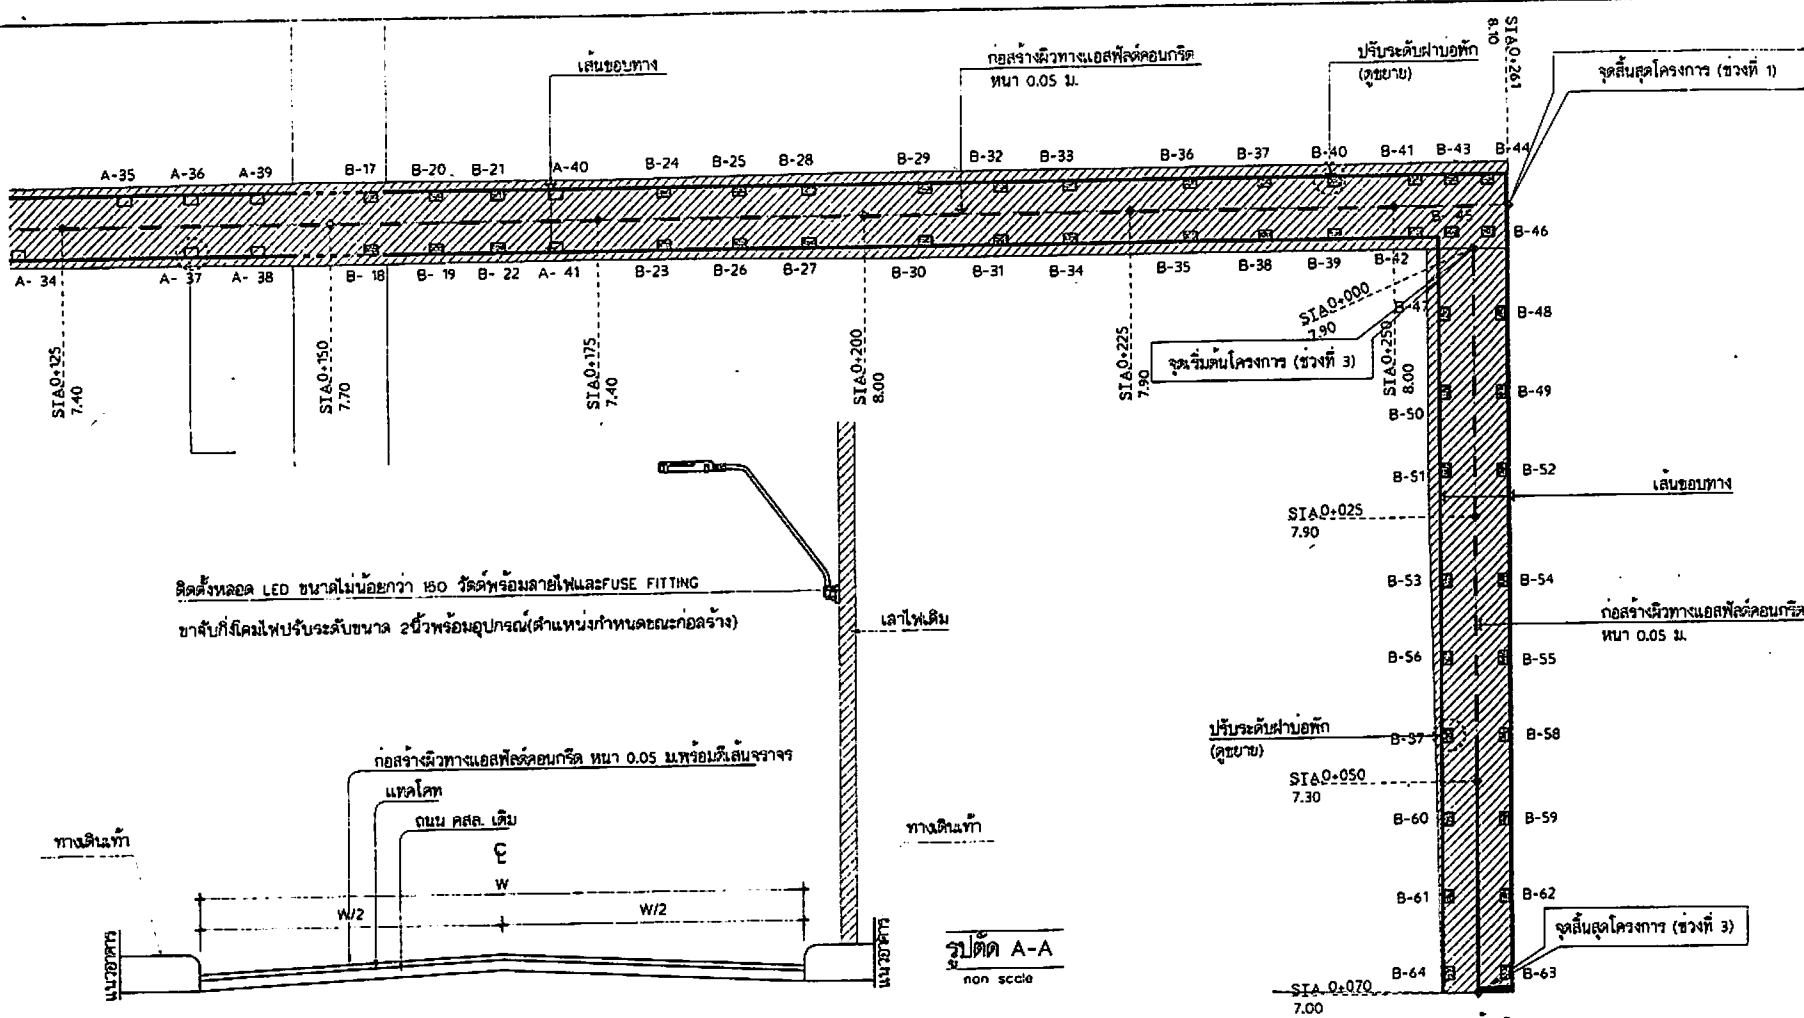 STA.0+261
8.10
เส้นขอบทาง
ก่อสร้างผิวทางแอสฟัลต์คอนกรีต
หนา 0.05 ม.
ปรับระดับฝาบ่อพัก
(ดูขยาย)
จุดสิ้นสุดโครงการ (ช่วงที่ 1)
A-35 A-36 A-39 B-17 B-20 B-21 A-40 B-24 B-25 B-28 B-29 B-32 B-33 B-36 B-37 B-40 B-41 B-43 B-44
B-45
B-46
A- 34 A- 37 A- 38 B- 18 B- 19 B- 22 A- 41 B-23 B-26 B-27 B-30 B-31 B-34 B-35 B-38 B-39 B-42
STA.0+125
7.40
STA.0+150
7.70
STA.0+175
7.40
STA.0+200
8.00
STA.0+225
7.90
STA.0+250
8.00
STA.0+000
7.90
จุดเริ่มต้นโครงการ (ช่วงที่ 3)
B-47 B-48
B-49
B-50
B-51 B-52
เส้นขอบทาง
STA.0+025
7.90
B-53 B-54
ก่อสร้างผิวทางแอสฟัลต์คอนกรีต
หนา 0.05 ม.
B-56 B-55
ปรับระดับฝาบ่อพัก
(ดูขยาย)
B-57 B-58
STA.0+050
7.30
B-60 B-59
B-61 B-62
จุดสิ้นสุดโครงการ (ช่วงที่ 3)
B-64 B-63
STA.0+070
7.00
ติดตั้งหลอด LED ขนาดไม่น้อยกว่า 150 วัตต์พร้อมสายไฟและFUSE FITTING
ขาจับกิ่งโคมไฟปรับระดับขนาด 2นิ้วพร้อมอุปกรณ์(ตำแหน่งกำหนดขณะก่อสร้าง)
เสาไฟเดิม
ก่อสร้างผิวทางแอสฟัลต์คอนกรีต หนา 0.05 ม.พร้อมตีเส้นจราจร
แทคโคท
ถนน คสล. เดิม
ทางเดินเท้า
ทางเดินเท้า
W
W/2 W/2
แนวอาคาร
แนวอาคาร
รูปตัด A-A
non scale